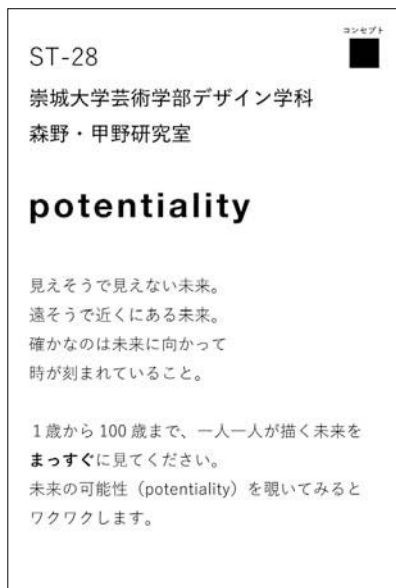 コンセプト
ST-28
崇城大学芸術学部デザイン学科
森野・甲野研究室
potentiality
見えそうで見えない未来。
遠そうで近くにある未来。
確かなのは未来に向かって
時が刻まれていること。
１歳から 100 歳まで、一人一人が描く未来を
まっすぐに見てください。
未来の可能性（potentiality）を覗いてみると
ワクワクします。